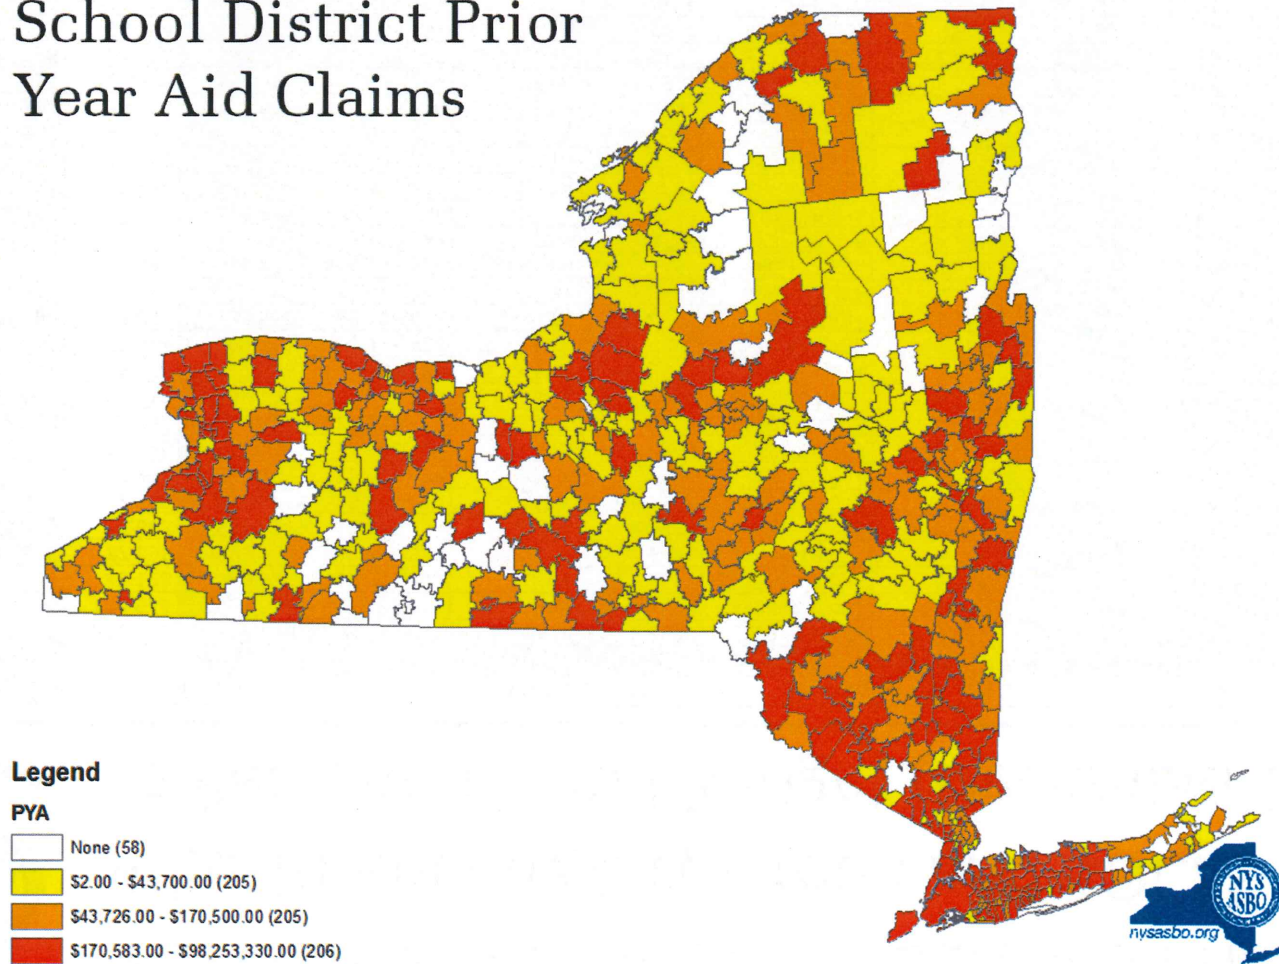 School District Prior
Year Aid Claims
Legend
PYA
None (58)
$2.00 - $43,700.00 (205)
$43,726.00 - $170,500.00 (205)
$170,583.00 - $98,253,330.00 (206)
NYS
ASBO
nysasbo.org